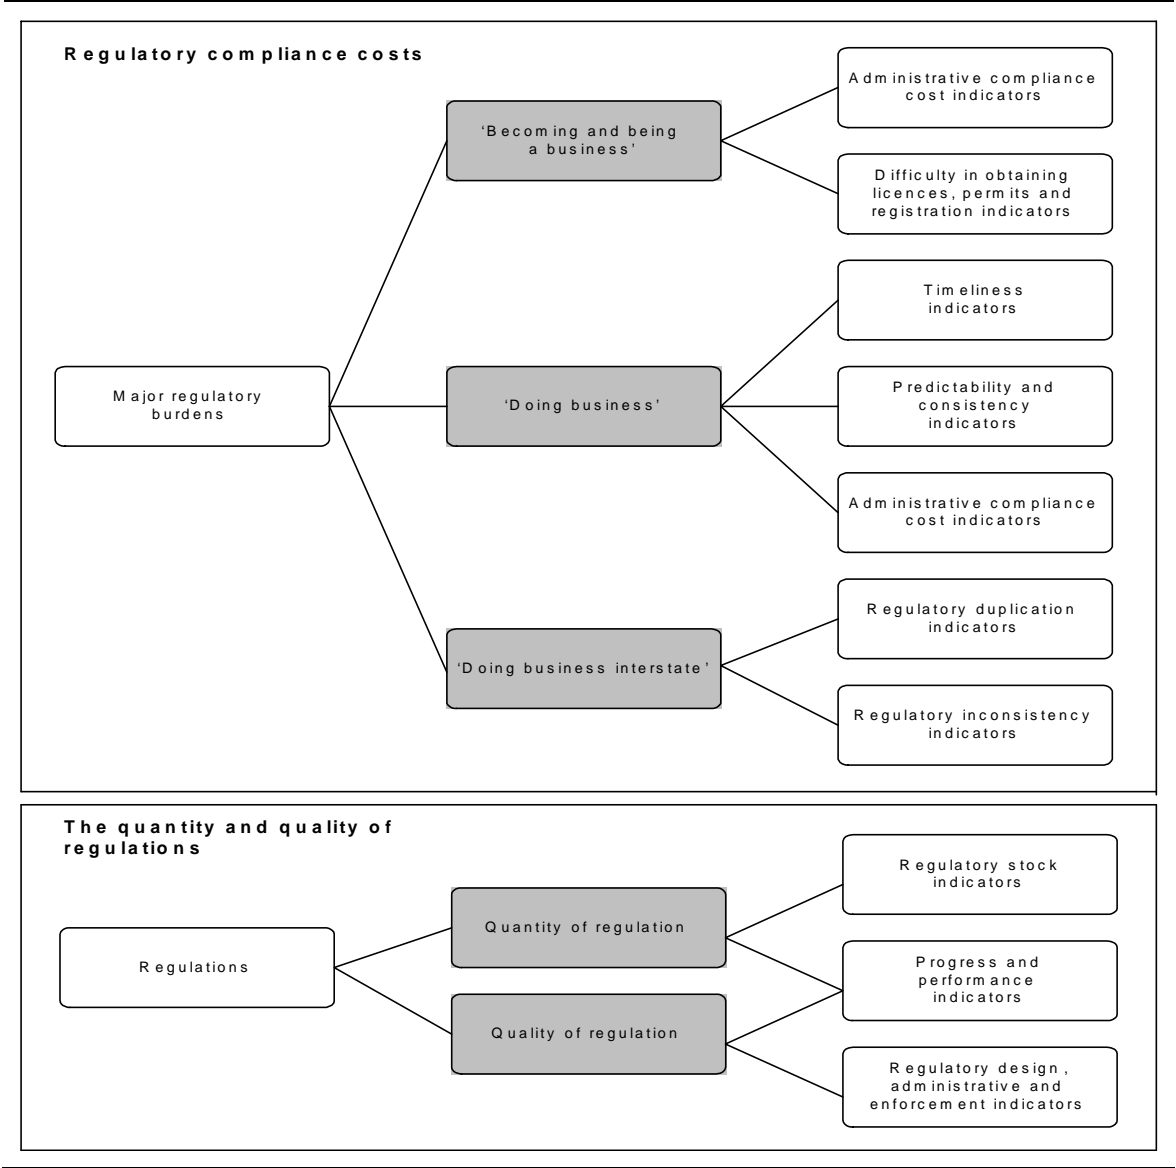 Regulatory compliance costs
Administrative compliance
cost indicators
‘Becoming and being
a business’
Difficulty in obtaining
licences, permits and
registration indicators
Timeliness
indicators
Major regulatory
burdens
‘Doing business’
Predictability and
consistency
indicators
Administrative compliance
cost indicators
Regulatory duplication
indicators
‘Doing business interstate’
Regulatory inconsistency
indicators
The quantity and quality of
regulations
Regulatory stock
indicators
Quantity of regulation
Regulations
Progress and
performance
indicators
Quality of regulation
Regulatory design,
administrative and
enforcement indicators